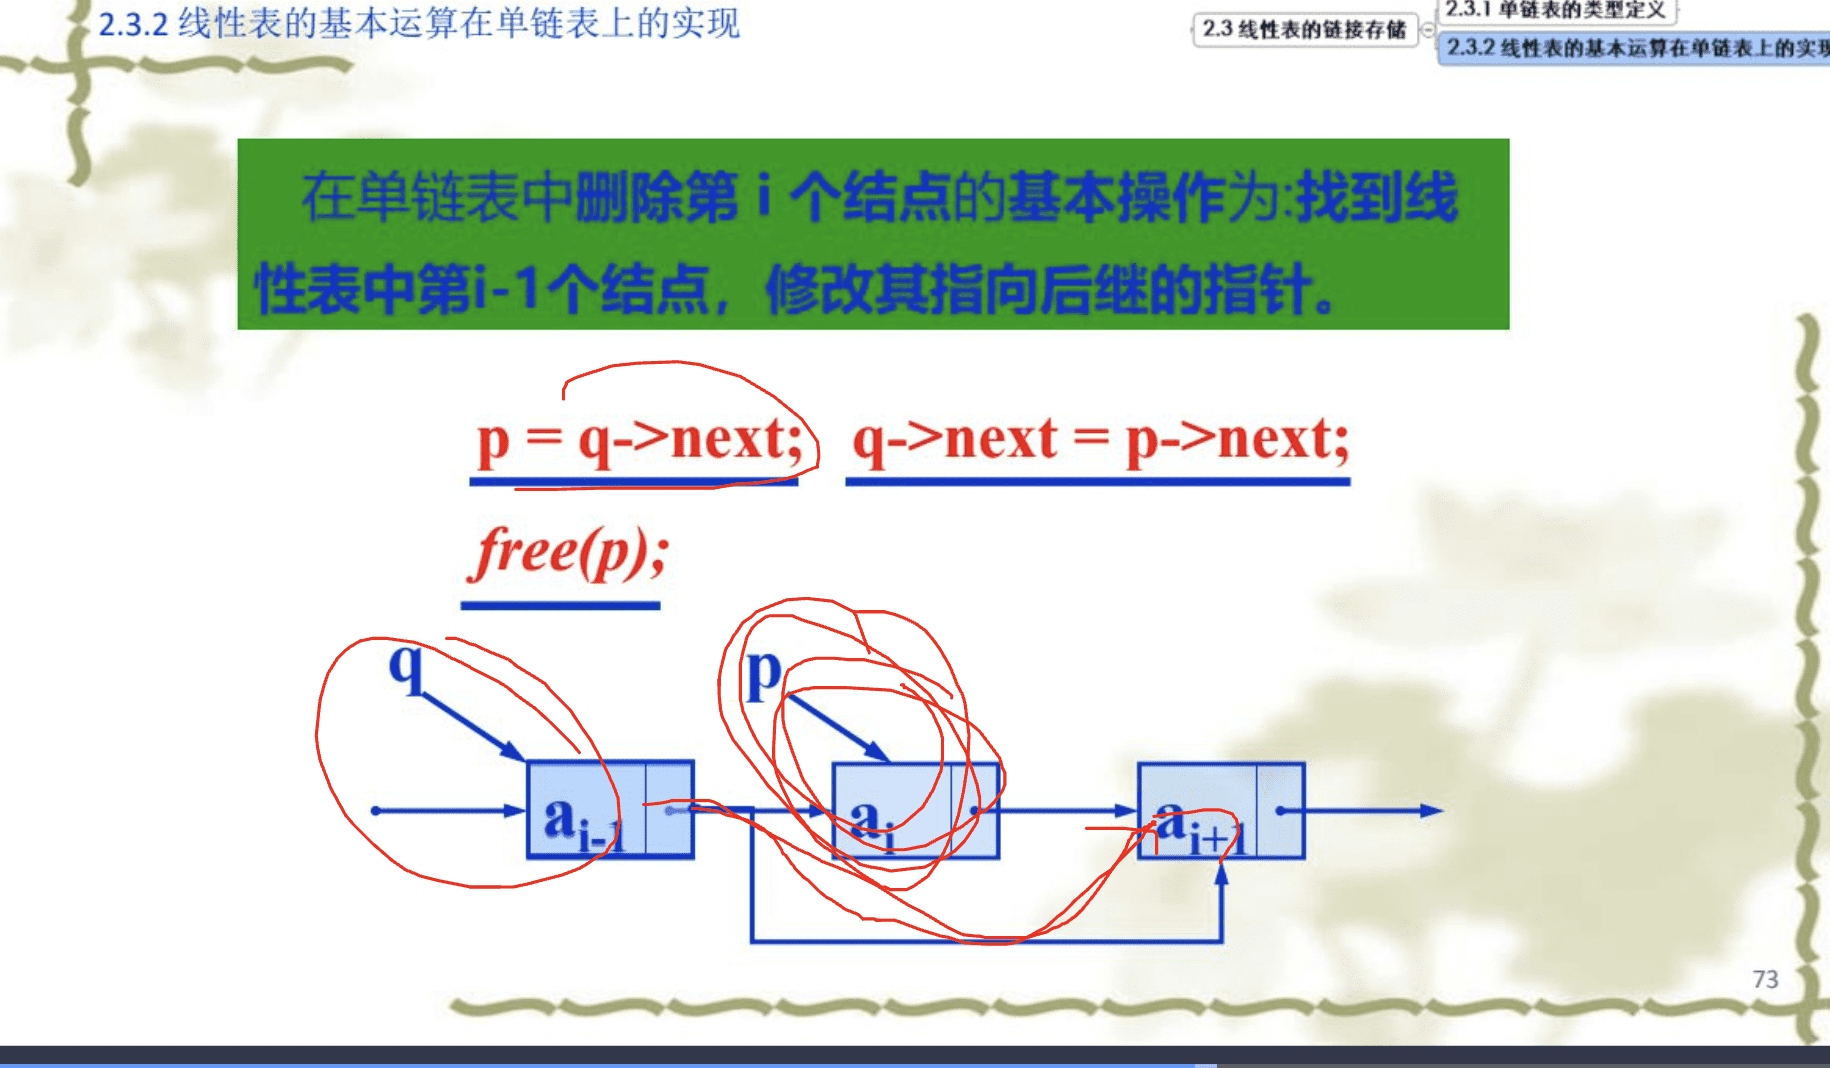 2.3.2 线性表的基本运算在单链表上的实现
2.3 线性表的链接存储
2.3.1 单链表的类型定义
2.3.2 线性表的基本运算在单链表上的实现
在单链表中删除第 i 个结点的基本操作为:找到线
性表中第i-1个结点，修改其指向后继的指针。
p = q->next; q->next = p->next;
free(p);
q p
ai-1 ai ai+1
73